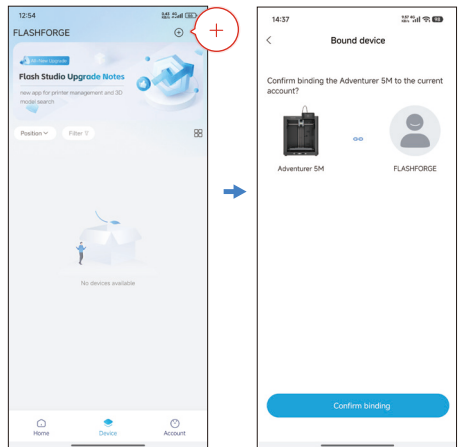 12:54
FLASHFORGE
All-New Upgrade
Flash Studio Upgrade Notes
new app for printer management and 3D
model search
Position
Filter
No devices available
Home
Device
Account
14:37
Bound device
Confirm binding the Adventurer 5M to the current
account?
Adventurer 5M
FLASHFORGE
Confirm binding